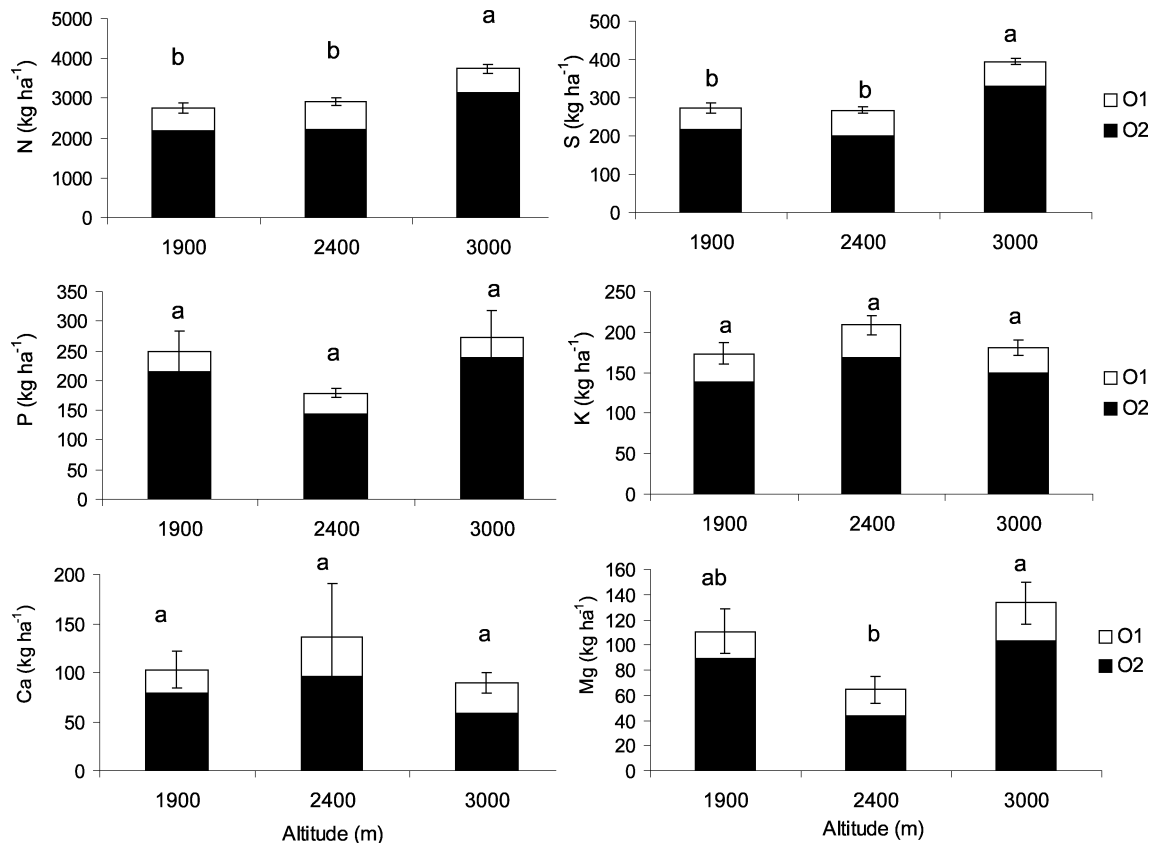 N (kg ha⁻¹)
5000
4000
3000
2000
1000
0
b
b
a
1900
2400
3000
S (kg ha⁻¹)
500
400
300
200
100
0
b
b
a
1900
2400
3000
O1
O2
P (kg ha⁻¹)
350
300
250
200
150
100
50
0
a
a
a
1900
2400
3000
K (kg ha⁻¹)
250
200
150
100
50
0
a
a
a
1900
2400
3000
O1
O2
Ca (kg ha⁻¹)
200
150
100
50
0
a
a
a
1900
2400
3000
Altitude (m)
Mg (kg ha⁻¹)
160
140
120
100
80
60
40
20
0
ab
b
a
1900
2400
3000
Altitude (m)
O1
O2